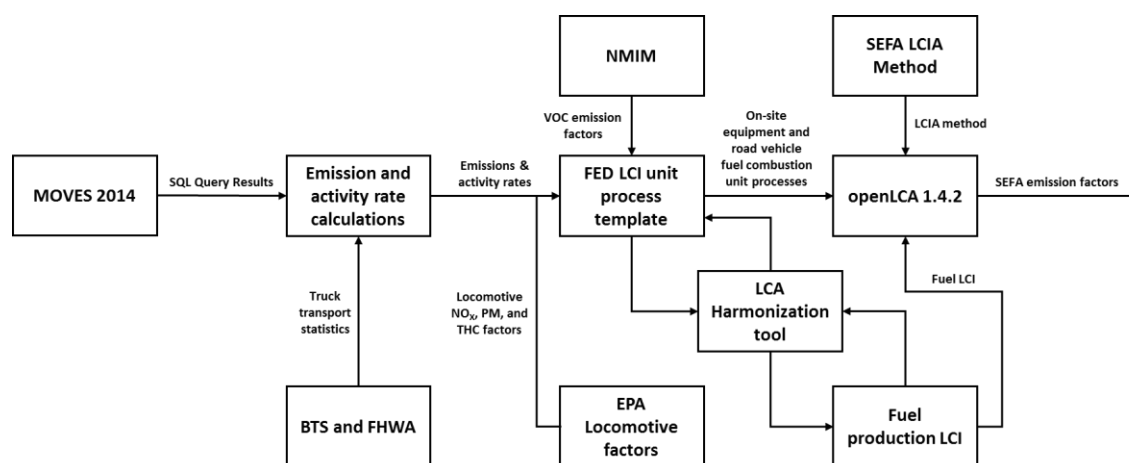 NMIM
SEFA LCIA
Method
VOC emission
factors
On-site
equipment and
road vehicle
fuel combustion
unit processes
LCIA method
MOVES 2014
SQL Query Results
Emission and
activity rate
calculations
Emissions &
activity rates
FED LCI unit
process
template
openLCA 1.4.2
SEFA emission factors
Truck
transport
statistics
Locomotive
NOX, PM, and
THC factors
LCA
Harmonization
tool
Fuel LCI
BTS and FHWA
EPA
Locomotive
factors
Fuel
production LCI